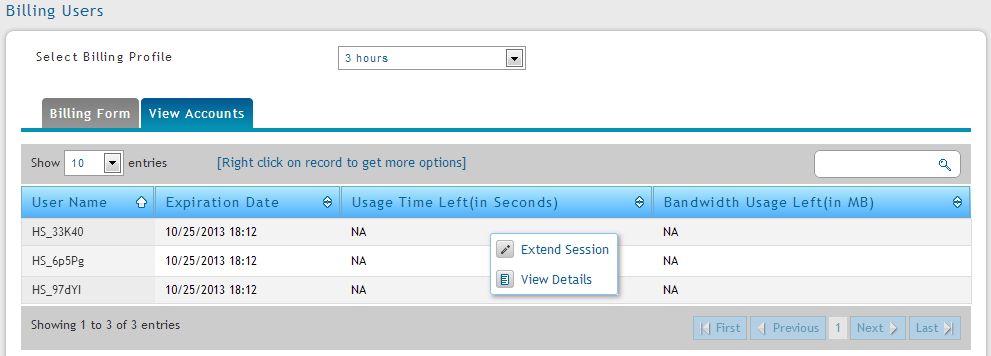 Billing Users
Select Billing Profile 3 hours
Billing Form View Accounts
Show 10 entries [Right click on record to get more options]
User Name Expiration Date Usage Time Left(in Seconds) Bandwidth Usage Left(in MB)
HS_33K40 10/25/2013 18:12 NA NA
Extend Session
HS_6p5Pg 10/25/2013 18:12 NA NA
View Details
HS_97dYI 10/25/2013 18:12 NA NA
Showing 1 to 3 of 3 entries First Previous 1 Next Last